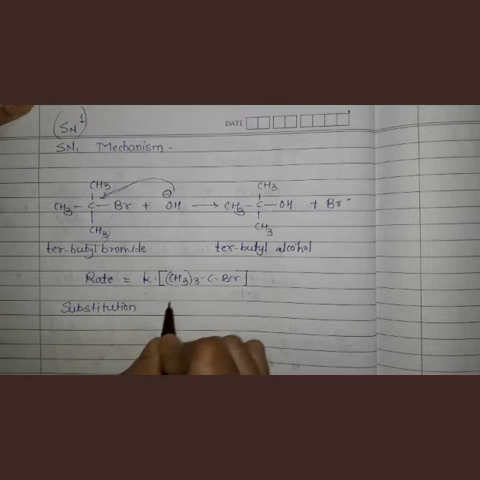 (SN1)
DATE
SN1 Mechanism -
CH3 CH3
⊖
CH3 - C - Br + OH → CH3 - C - OH + Br-
CH3 CH3
ter-butyl bromide ter-butyl alcohol
Rate = k [(CH3)3 - C - Br]
Substitution